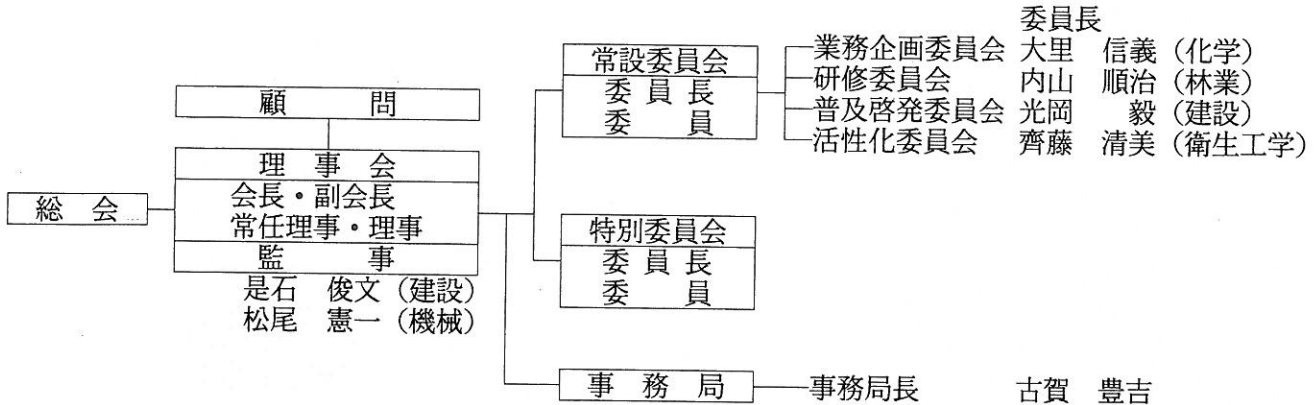 委員長
常設委員会
委員長
委員
業務企画委員会 大里 信義（化学）
研修委員会 内山 順治（林業）
普及啓発委員会 光岡 毅（建設）
活性化委員会 齊藤 清美（衛生工学）
顧問
理事会
会長・副会長
常任理事・理事
監事
是石 俊文（建設）
松尾 憲一（機械）
総会
特別委員会
委員長
委員
事務局
事務局長 古賀 豊吉